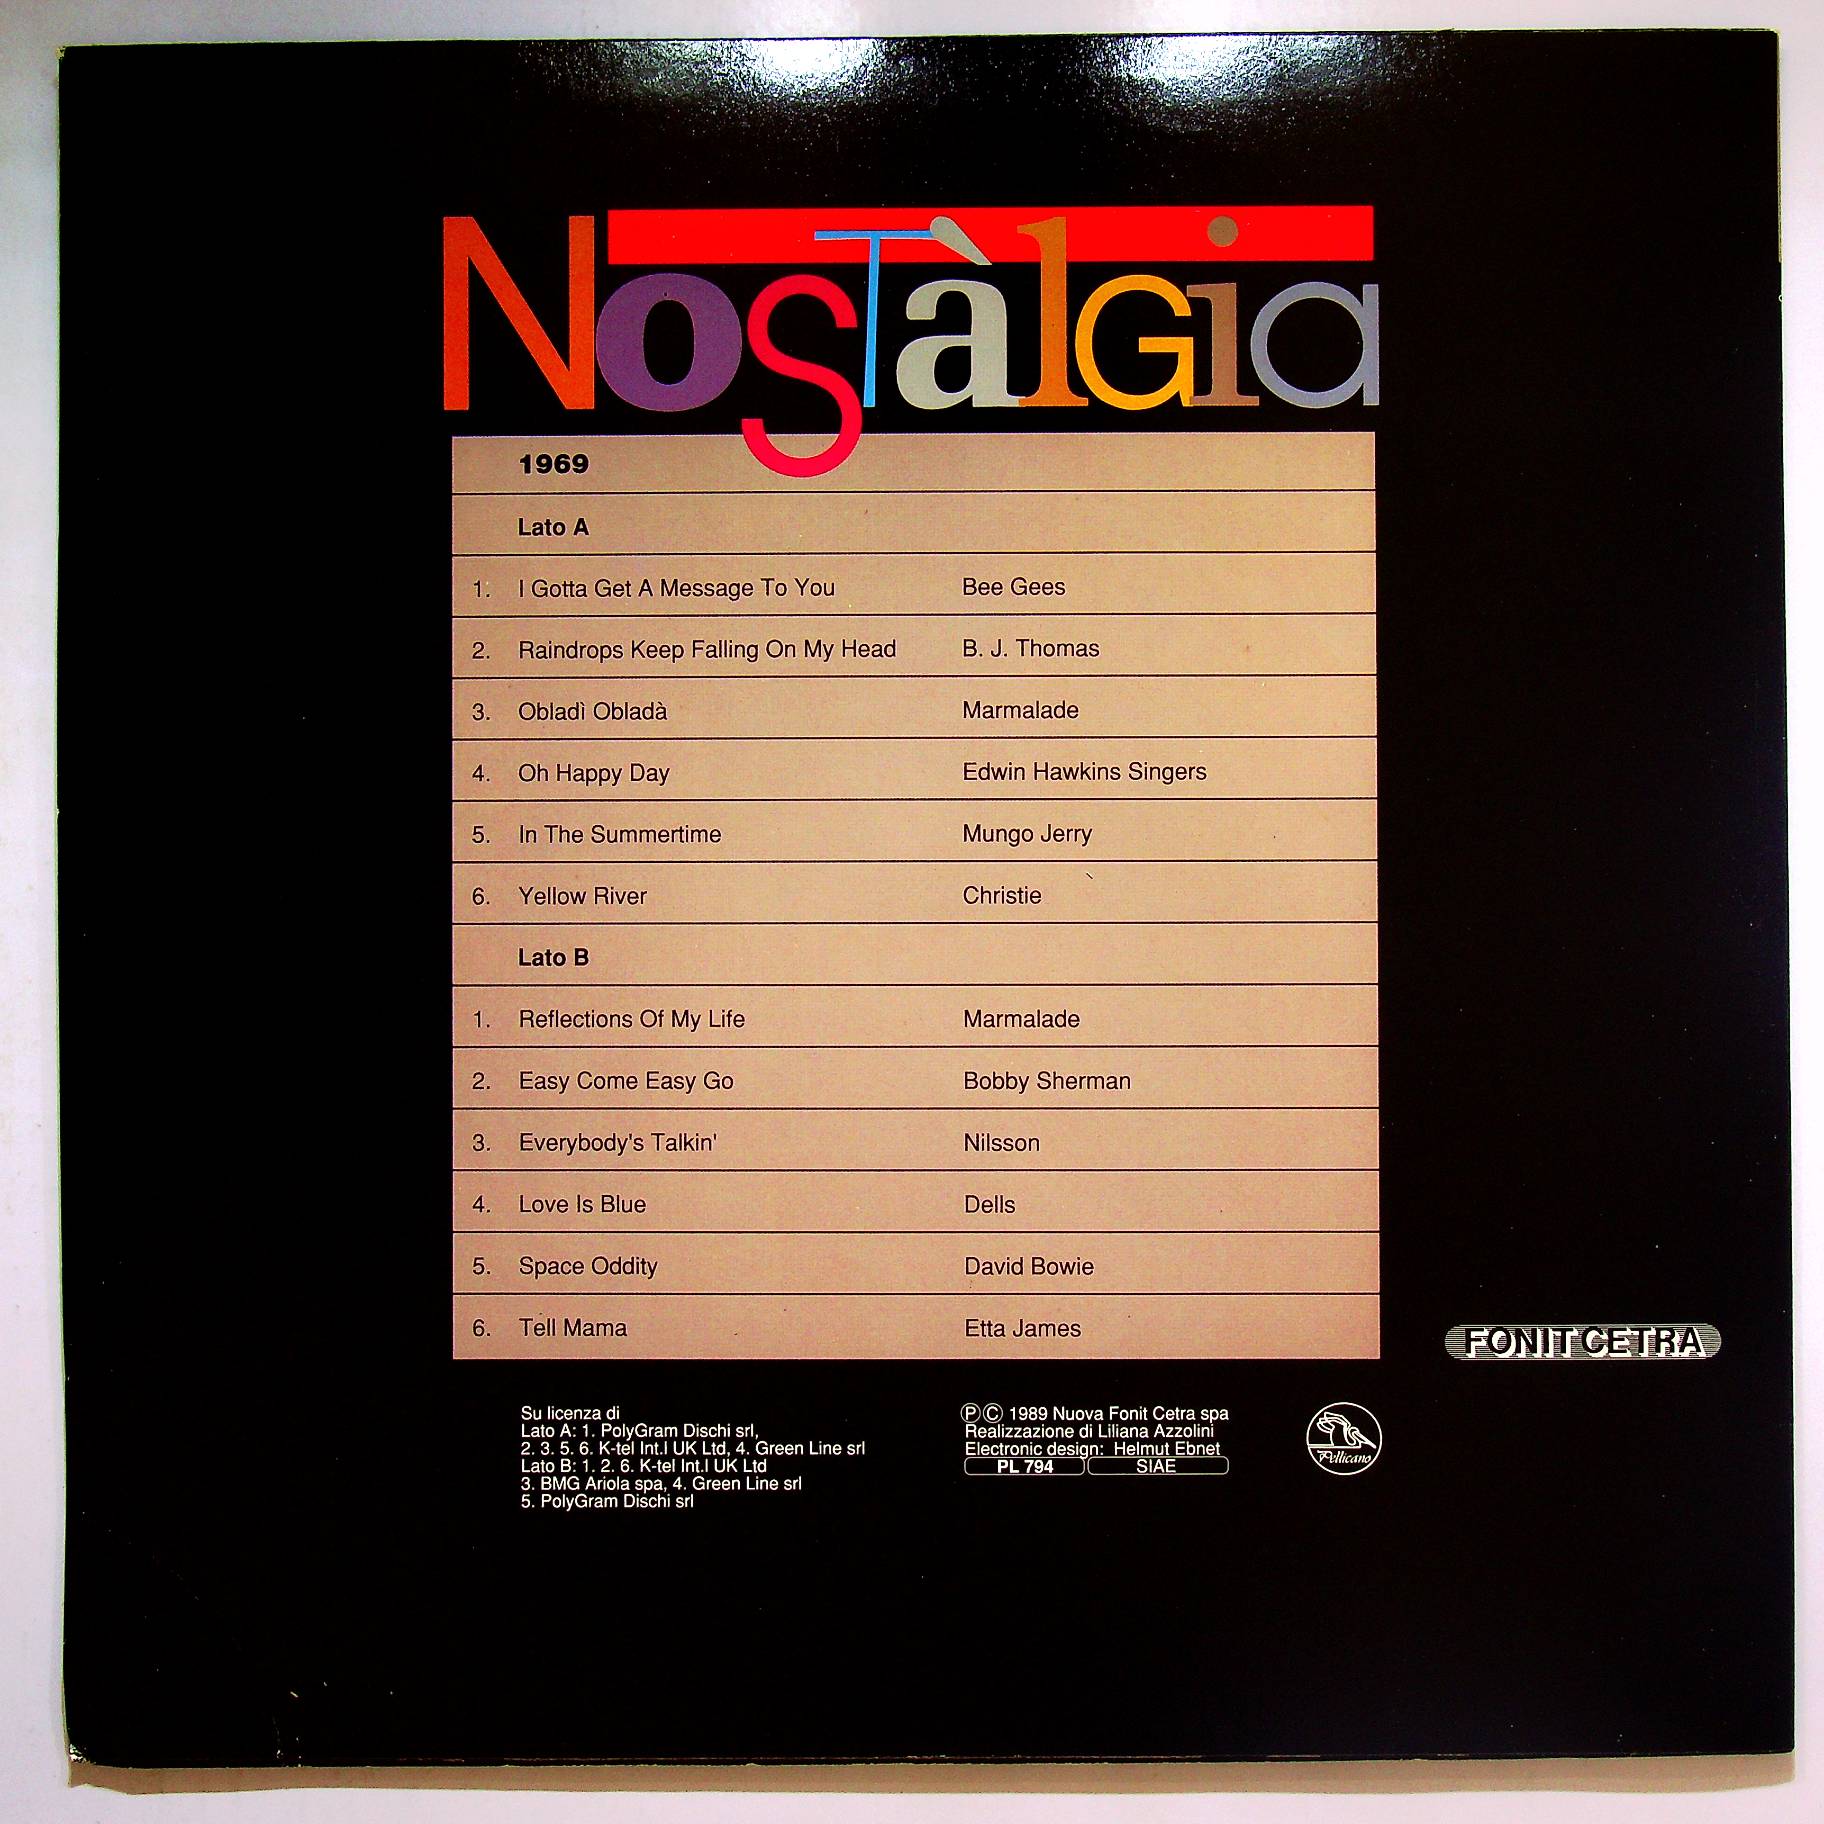 Nostàlgia
1969
Lato A
1. I Gotta Get A Message To You Bee Gees
2. Raindrops Keep Falling On My Head B. J. Thomas
3. Obladì Obladà Marmalade
4. Oh Happy Day Edwin Hawkins Singers
5. In The Summertime Mungo Jerry
6. Yellow River Christie
Lato B
1. Reflections Of My Life Marmalade
2. Easy Come Easy Go Bobby Sherman
3. Everybody's Talkin' Nilsson
4. Love Is Blue Dells
5. Space Oddity David Bowie
6. Tell Mama Etta James
FONIT CETRA
Su licenza di
Lato A: 1. PolyGram Dischi srl,
2. 3. 5. 6. K-tel Int.l UK Ltd, 4. Green Line srl
Lato B: 1. 2. 6. K-tel Int.l UK Ltd
3. BMG Ariola spa, 4. Green Line srl
5. PolyGram Dischi srl
Ⓟ© 1989 Nuova Fonit Cetra spa
Realizzazione di Liliana Azzolini
Electronic design: Helmut Ebnet
PL 794 SIAE
Pellicano